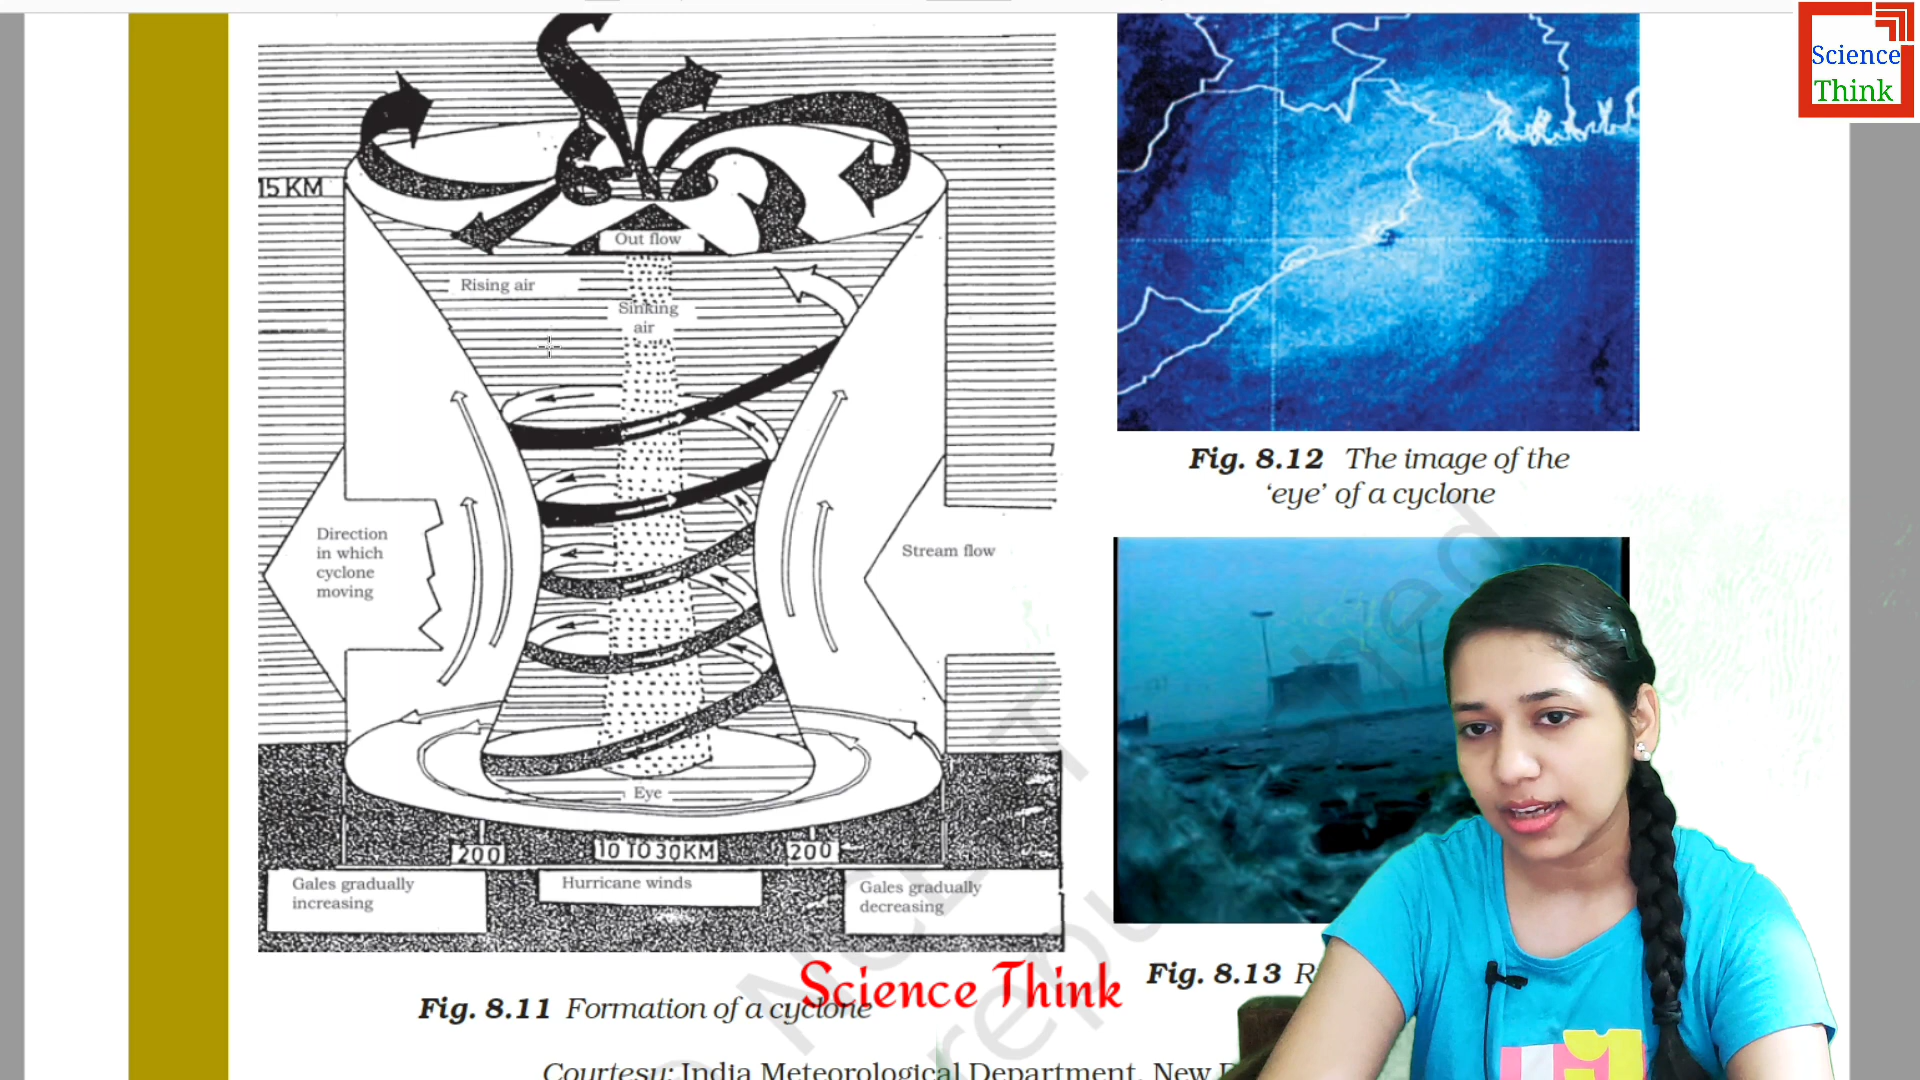 Science
Think
15 KM
Out flow
Rising air
Sinking
air
Direction
in which
cyclone
moving
Stream flow
Eye
200
10 TO 30KM
200
Gales gradually
increasing
Hurricane winds
Gales gradually
decreasing
Fig. 8.12 The image of the
'eye' of a cyclone
Science Think
Fig. 8.13
Fig. 8.11 Formation of a cyclone
Courtesy: India Meteorological Department, New